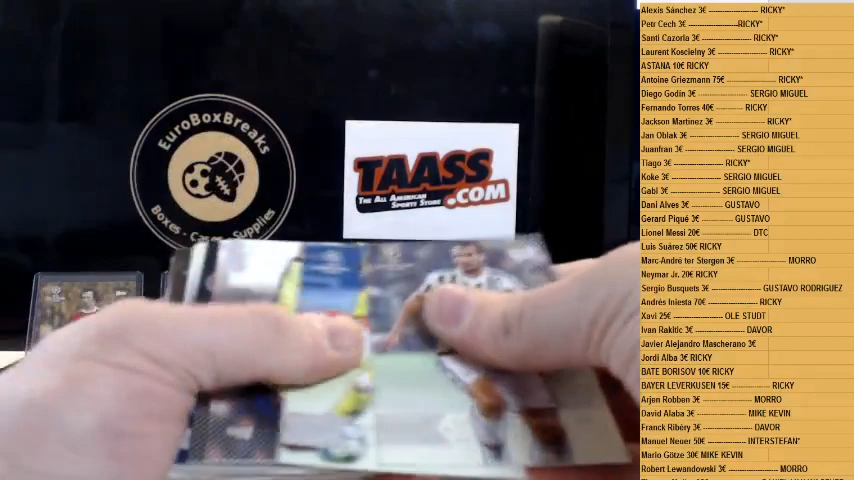 EuroBoxBreaks
Boxes - Cases - Supplies
TAASS
.COM
THE ALL AMERICAN
SPORTS STORE
Alexis Sánchez 3€ ------------------- RICKY*
Petr Cech 3€ -------------------RICKY*
Santi Cazorla 3€ ------------------- RICKY*
Laurent Koscielny 3€ ------------------- RICKY*
ASTANA 10€ RICKY
Antoine Griezmann 75€ ------------------- RICKY*
Diego Godín 3€ ------------------- SERGIO MIGUEL
Fernando Torres 40€ ---------- RICKY
Jackson Martínez 3€ ------------------- RICKY*
Jan Oblak 3€ ------------------- SERGIO MIGUEL
Juanfran 3€ ------------------- SERGIO MIGUEL
Tiago 3€ ------------------- RICKY*
Koke 3€ ------------------- SERGIO MIGUEL
Gabi 3€ ------------------- SERGIO MIGUEL
Dani Alves 3€ ------------- GUSTAVO
Gerard Piqué 3€ ------------- GUSTAVO
Lionel Messi 20€ ------------- DTC
Luis Suárez 50€ RICKY
Marc-André ter Stergen 3€ ------------------- MORRO
Neymar Jr. 20€ RICKY
Sergio Busquets 3€ ------------------- GUSTAVO RODRIGUEZ
Andrés Iniesta 70€ ------------------- RICKY
Xavi 25€ ------------- OLE STUDT
Ivan Rakitic 3€ ------------------- DAVOR
Javier Alejandro Mascherano 3€
Jordi Alba 3€ RICKY
BATE BORISOV 10€ RICKY
BAYER LEVERKUSEN 15€ ------------------- RICKY
Arjen Robben 3€ ------------------- MORRO
David Alaba 3€ ------------------- MIKE KEVIN
Franck Ribéry 3€ ------------------- DAVOR
Manuel Neuer 50€ ------------------- INTERSTEFAN*
Mario Götze 30€ MIKE KEVIN
Robert Lewandowski 3€ ------------------- MORRO